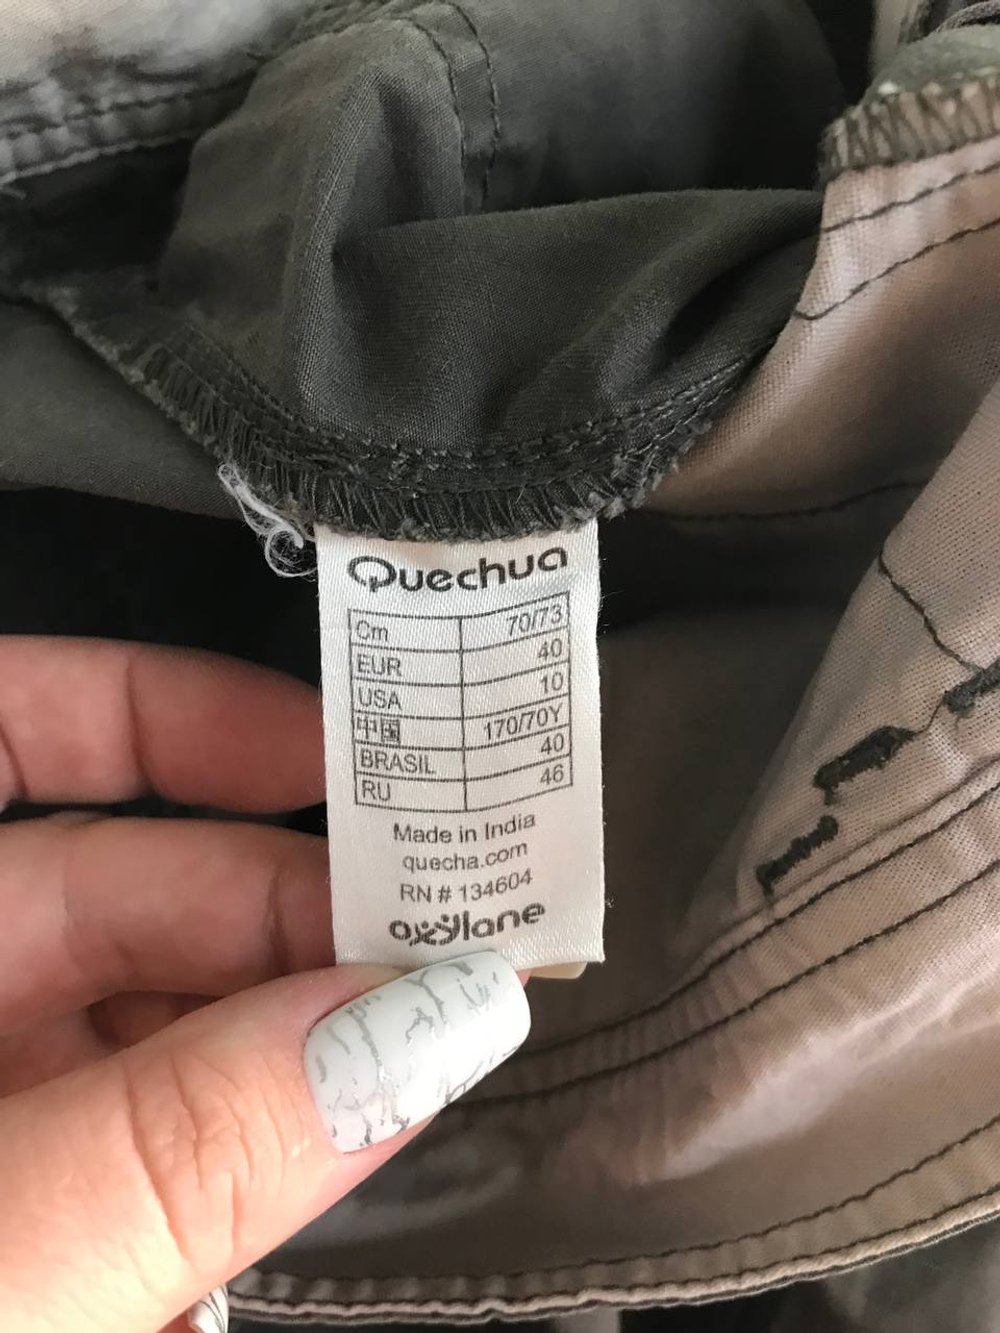 Quechua
Cm 70/73
EUR 40
USA 10
中国 170/70Y
BRASIL 40
RU 46
Made in India
quecha.com
RN # 134604
oxylane